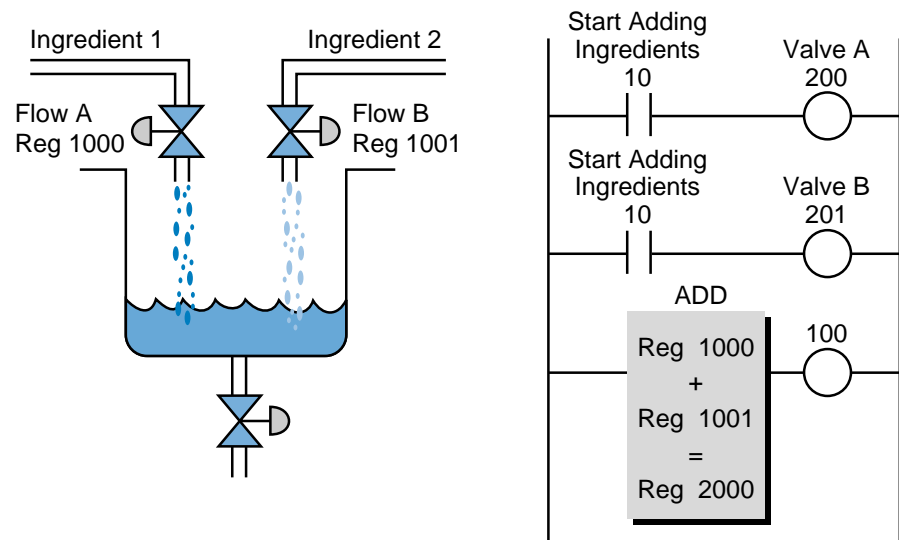 Ingredient 1
Ingredient 2
Flow A
Reg 1000
Flow B
Reg 1001
Start Adding
Ingredients
10
Valve A
200
Start Adding
Ingredients
10
Valve B
201
ADD
Reg 1000
+
Reg 1001
=
Reg 2000
100